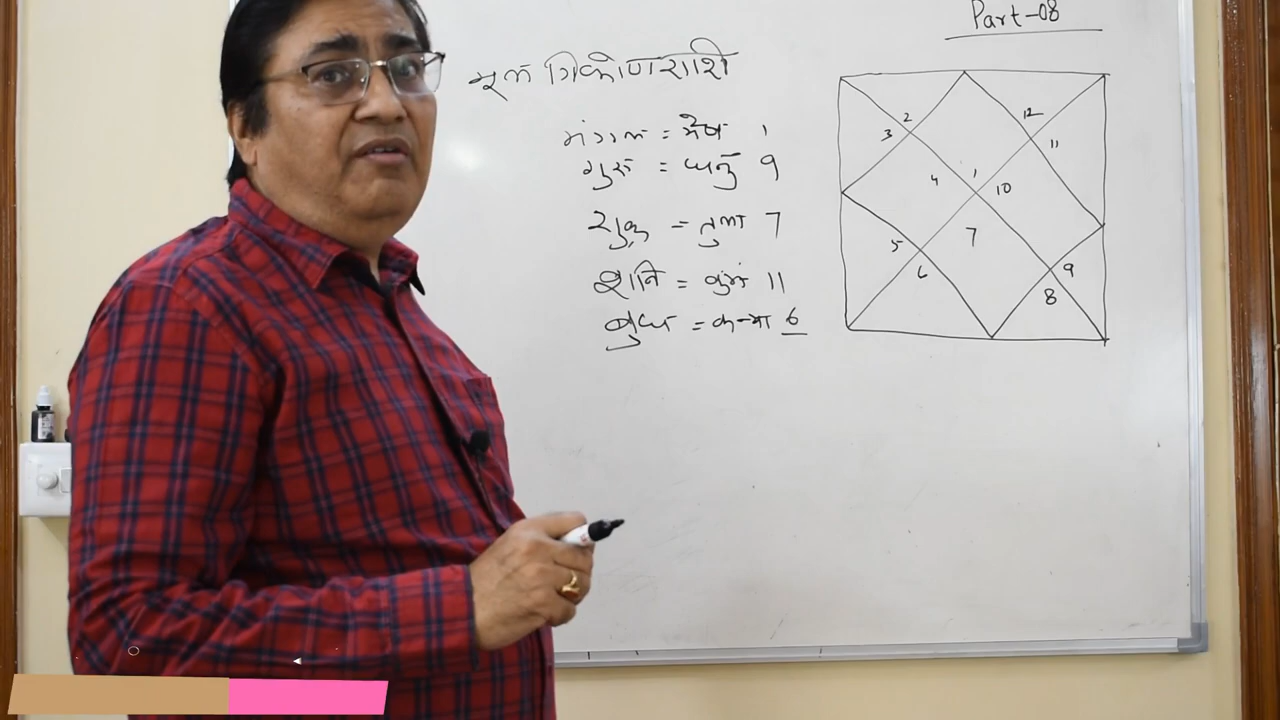 Part-08
मूल त्रिकोण राशि
मंगल = मेष 1
गुरु = धनु 9
शुक्र = तुला 7
शनि = कुंभ 11
बुध = कन्या 6
2 12
3 11
4 1 10
5 7 9
6 8